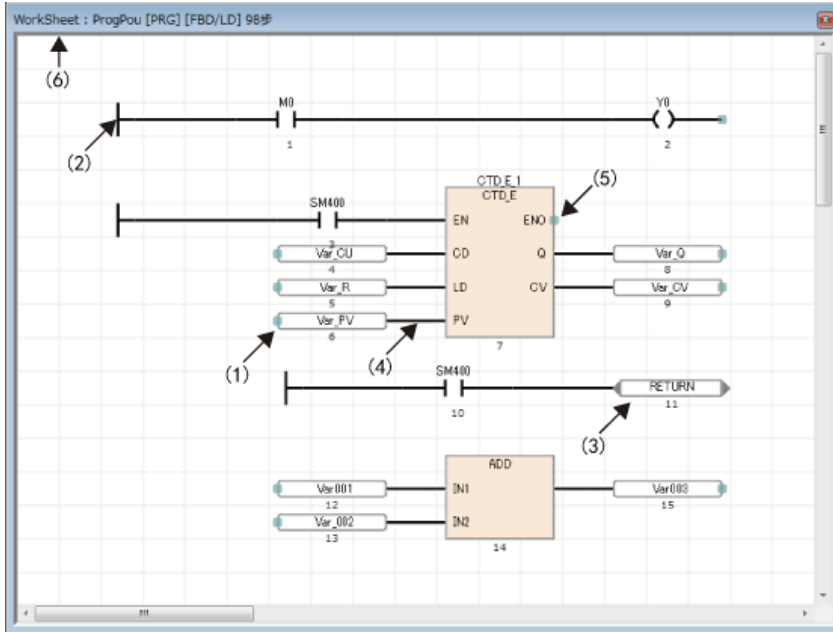 WorkSheet : ProgPou [PRG] [FBD/LD] 98步
(6)
M0
Y0
(2)
1
2
CTD_E_1
(5)
CTD_E
SM400
EN
ENO
3
Var_CU
CD
Q
Var_Q
4
8
Var_R
LD
CV
Var_CV
5
9
Var_PV
PV
6
7
(1)
(4)
SM400
RETURN
10
11
(3)
ADD
Var001
IN1
Var003
12
15
Var_002
IN2
13
14